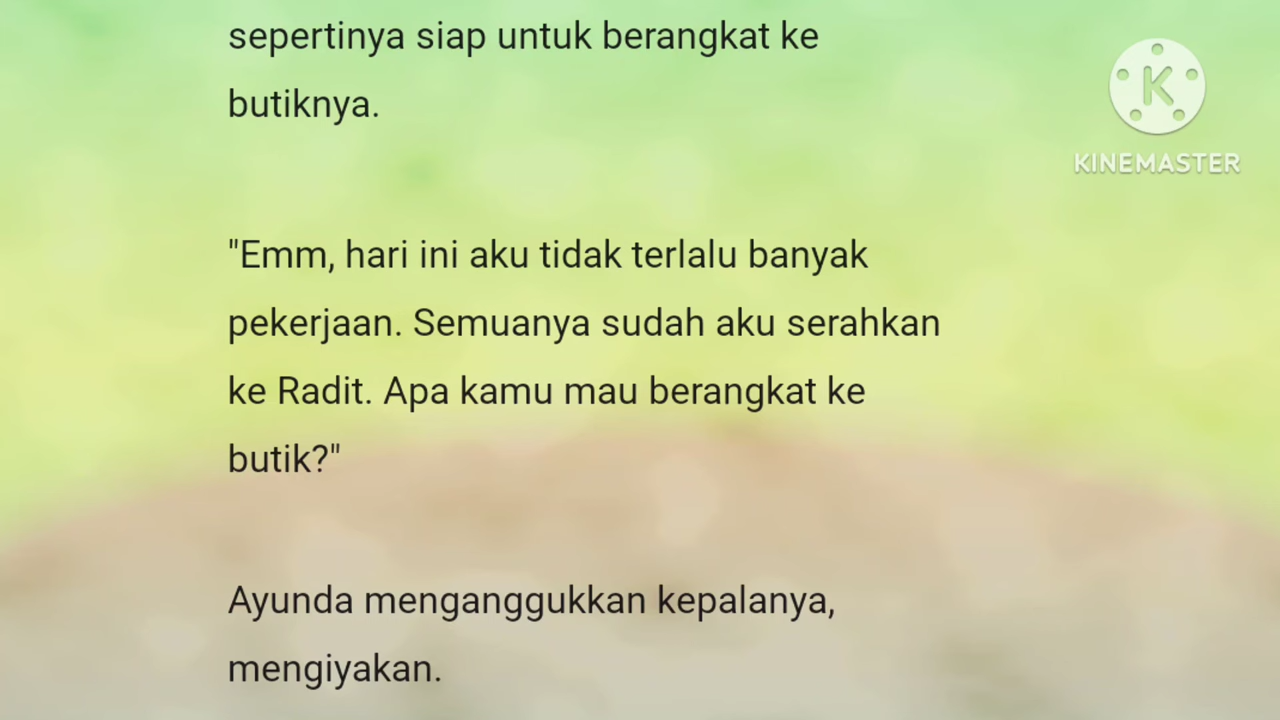 sepertinya siap untuk berangkat ke
butiknya.
KINEMASTER
"Emm, hari ini aku tidak terlalu banyak
pekerjaan. Semuanya sudah aku serahkan
ke Radit. Apa kamu mau berangkat ke
butik?"
Ayunda menganggukkan kepalanya,
mengiyakan.